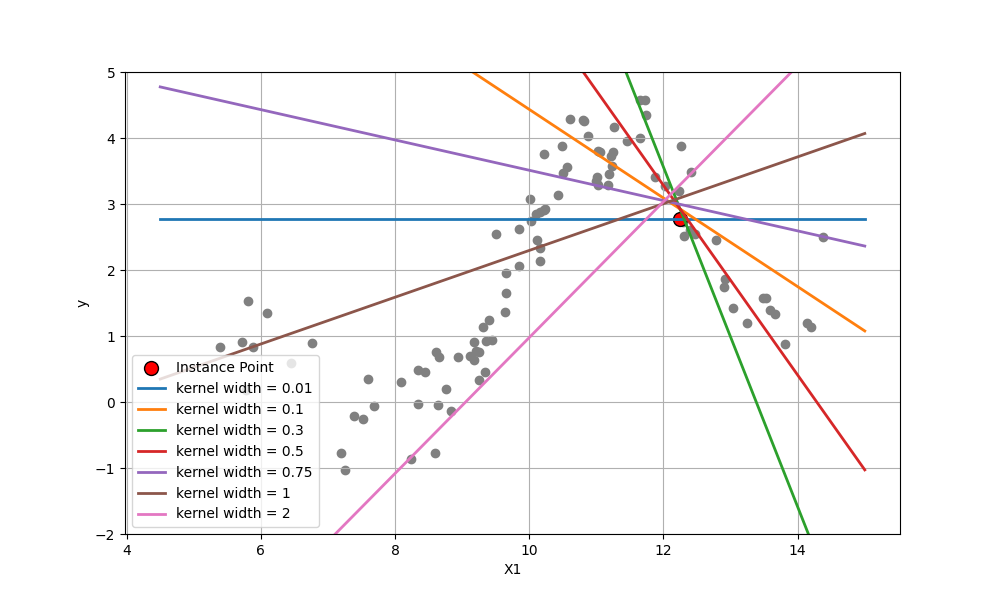 5
4
3
2
1
0
−1
−2
y
Instance Point
kernel width = 0.01
kernel width = 0.1
kernel width = 0.3
kernel width = 0.5
kernel width = 0.75
kernel width = 1
kernel width = 2
4 6 8 10 12 14
X1